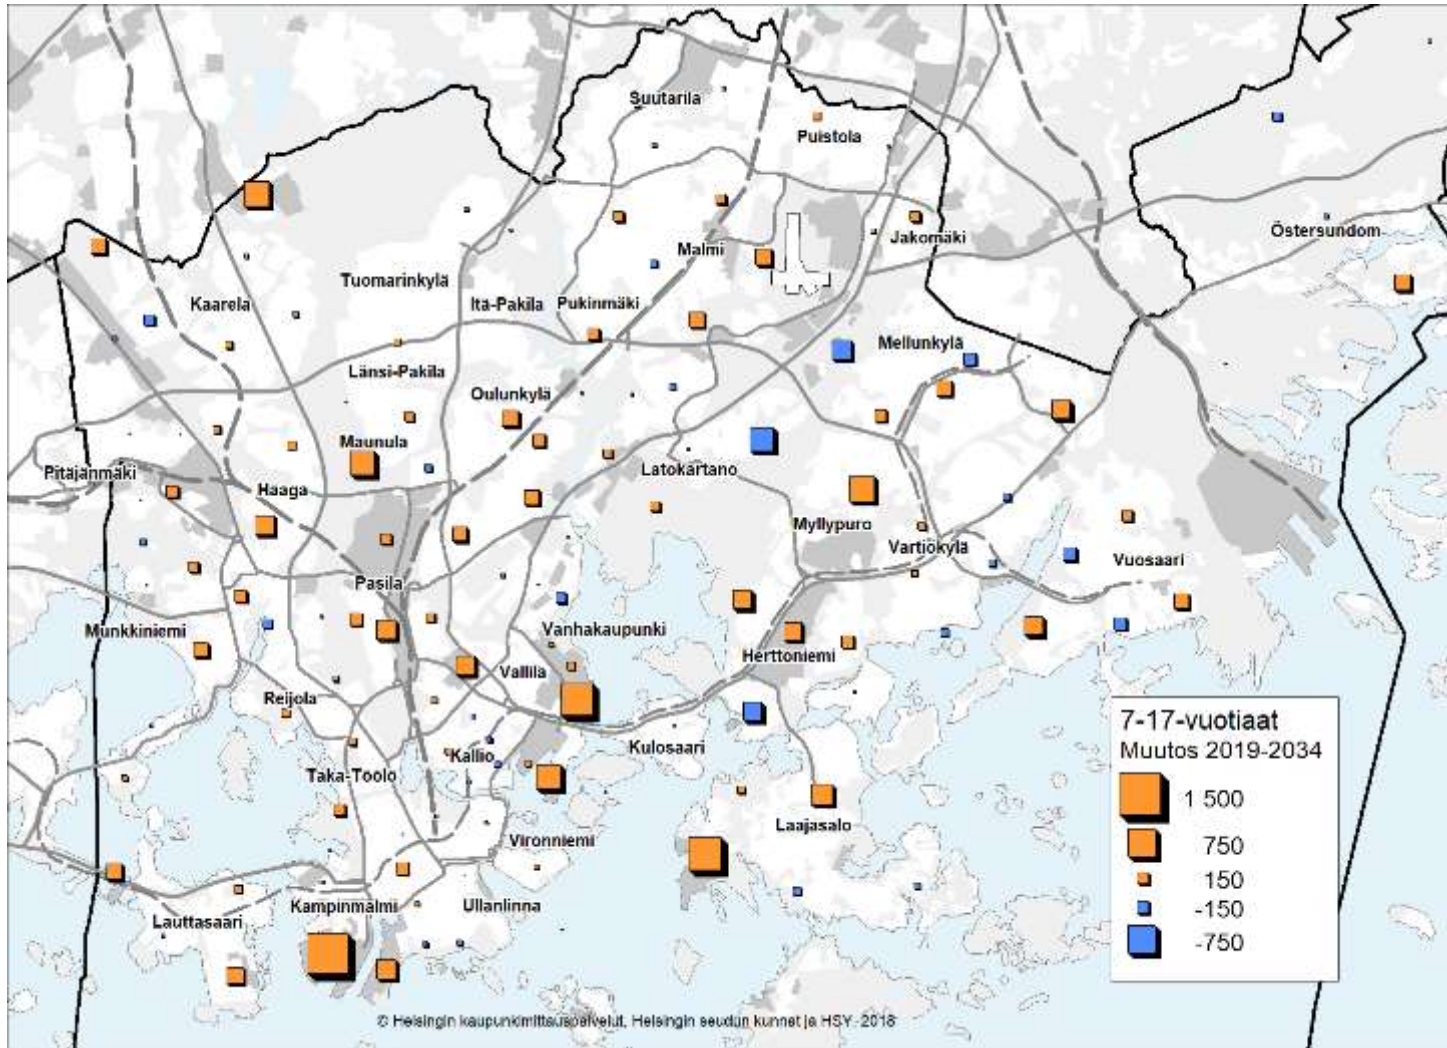 Suutarila
Puistola
Östersundom
Jakomäki
Malmi
Tuomarinkylä
Kaarela
Itä-Pakila
Pukinmäki
Mellunkylä
Länsi-Pakila
Oulunkylä
Maunula
Latokartano
Pitäjänmäki
Haaga
Myllypuro
Vartiokylä
Vuosaari
Pasila
Munkkiniemi
Vanhakaupunki
Herttoniemi
Vallila
Reijola
Kulosaari
Kallio
Taka-Toolo
Laajasalo
Vironniemi
Kampinmalmi
Ullanlinna
Lauttasaari
7-17-vuotiaat
Muutos 2019-2034
1 500
750
150
-150
-750
© Helsingin kaupunkimittauspalvelut, Helsingin seudun kunnat ja HSY, 2018